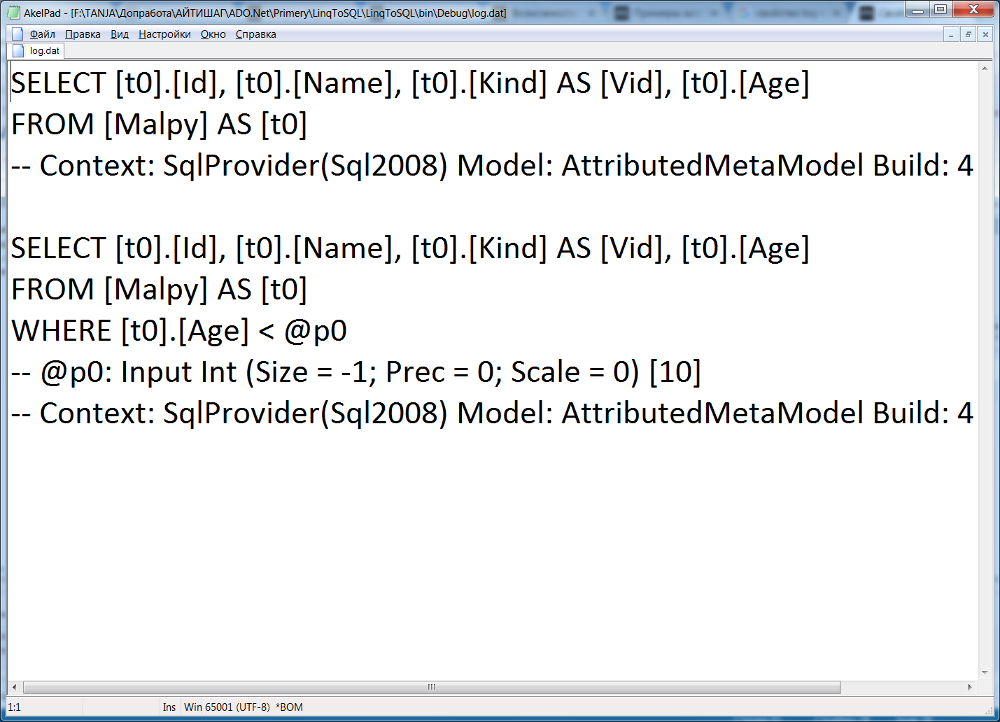 AkelPad - [F:\TANJA\Допработа\АЙТИШАГ\ADO.Net\Primery\LinqToSQL\LinqToSQL\bin\Debug\log.dat]
Файл Правка Вид Настройки Окно Справка
log.dat
SELECT [t0].[Id], [t0].[Name], [t0].[Kind] AS [Vid], [t0].[Age]
FROM [Malpy] AS [t0]
-- Context: SqlProvider(Sql2008) Model: AttributedMetaModel Build: 4
SELECT [t0].[Id], [t0].[Name], [t0].[Kind] AS [Vid], [t0].[Age]
FROM [Malpy] AS [t0]
WHERE [t0].[Age] < @p0
-- @p0: Input Int (Size = -1; Prec = 0; Scale = 0) [10]
-- Context: SqlProvider(Sql2008) Model: AttributedMetaModel Build: 4
1:1 Ins Win 65001 (UTF-8) *BOM